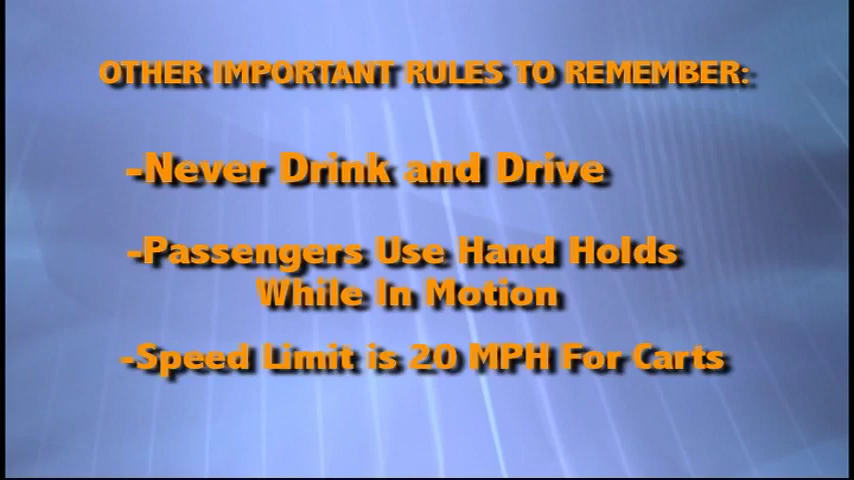 OTHER IMPORTANT RULES TO REMEMBER:
-Never Drink and Drive
-Passengers Use Hand Holds
While In Motion
-Speed Limit is 20 MPH For Carts